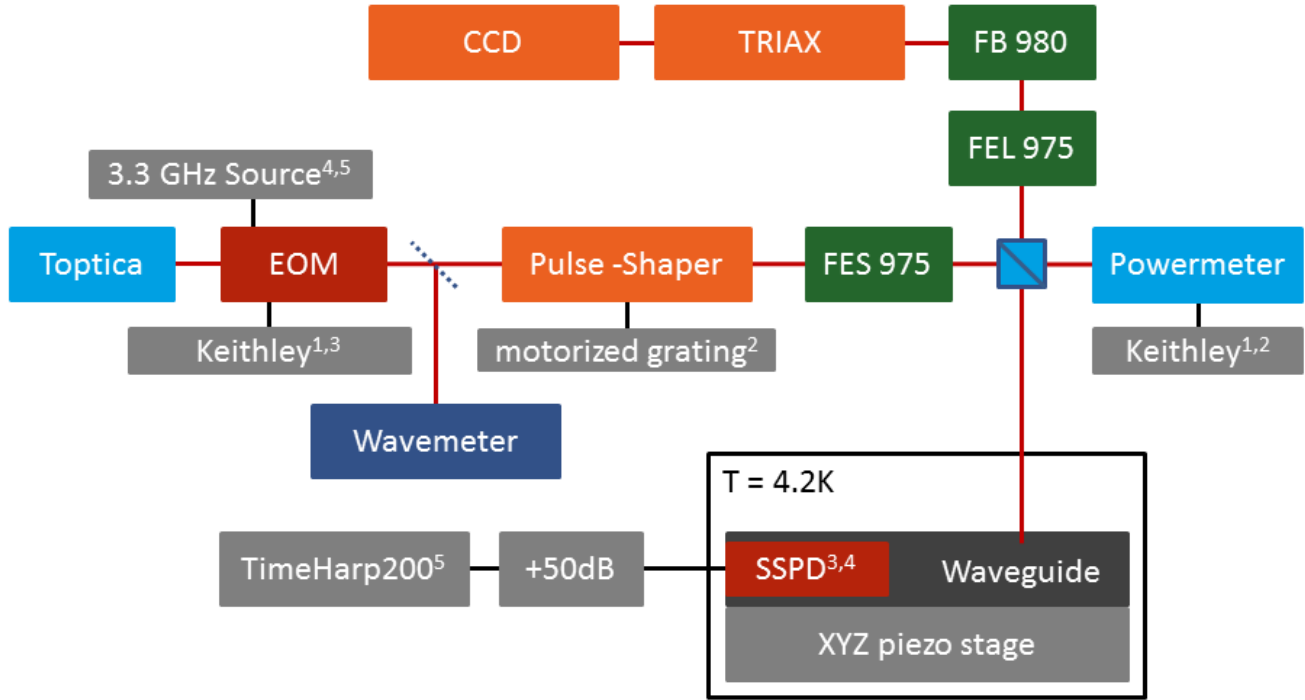 CCD
TRIAX
FB 980
FEL 975
3.3 GHz Source⁴,⁵
Toptica
EOM
Pulse -Shaper
FES 975
Powermeter
Keithley¹,³
motorized grating²
Keithley¹,²
Wavemeter
T = 4.2K
TimeHarp200⁵
+50dB
SSPD³,⁴
Waveguide
XYZ piezo stage